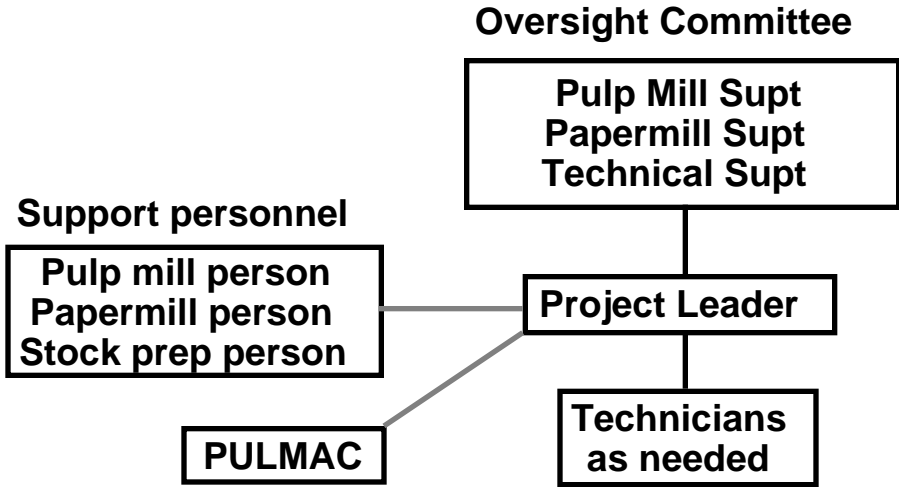 Oversight Committee
Pulp Mill Supt
Papermill Supt
Technical Supt
Support personnel
Pulp mill person
Papermill person
Stock prep person
Project Leader
Technicians
as needed
PULMAC